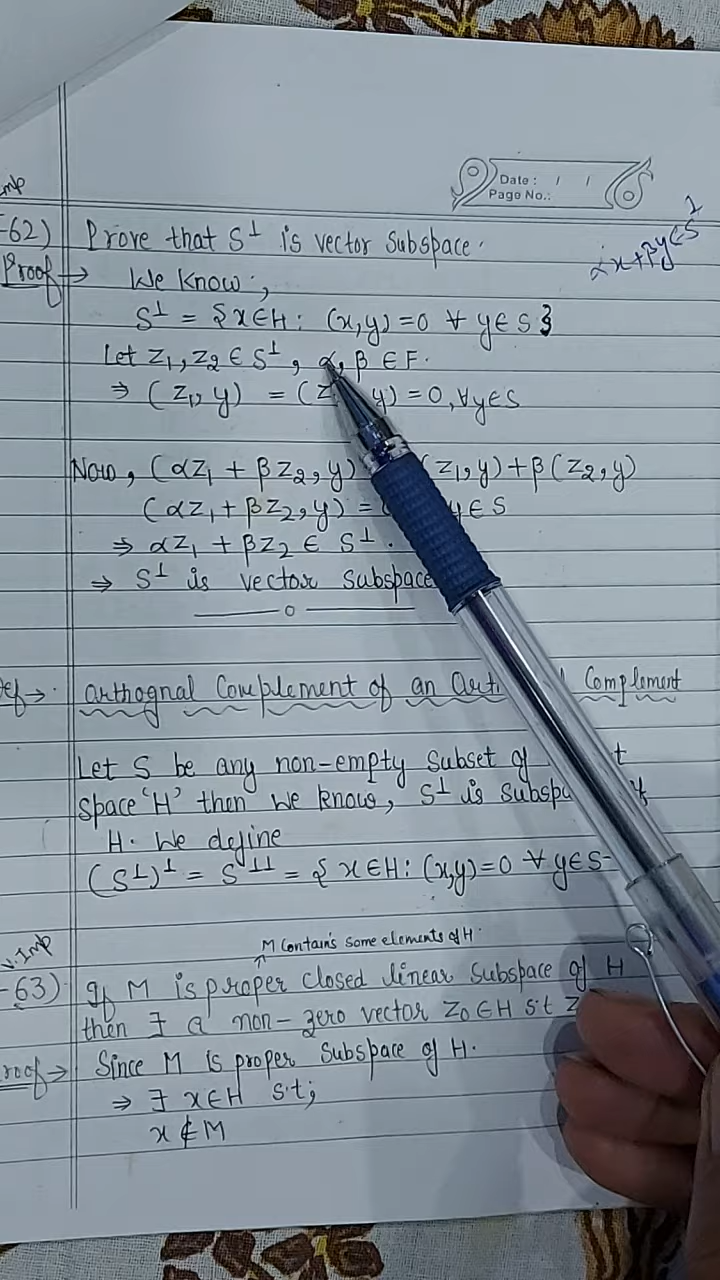 Date : / /
Page No.:
Imp
-62) Prove that S⊥ is vector subspace.
αx+βy∈S⊥
Proof → We know;
S⊥ = {x∈H: (x,y)=0 ∀ y∈S}
Let z₁,z₂ ∈ S⊥, α,β ∈ F.
⇒ (z₁,y) = (z y) = 0, ∀y∈S
Now, (αz₁ + βz₂,y) (z₁,y)+β(z₂,y)
(αz₁+ βz₂,y) = y∈S
⇒ αz₁ + βz₂ ∈ S⊥.
⇒ S⊥ is vector subspace
—— o ——
Def →. Orthognal Complement of an Complement
Let S be any non-empty subset of
space 'H' then we know, S⊥ is
H. We define
(S⊥)⊥ = S⊥⊥ = { x∈H: (x,y)=0 ∀ y∈S
M Contains some elements of H.
V.Imp
-63) If M is proper closed linear subspace of H
then ∃ a non-zero vector z₀∈H s.t z
Proof → Since M is proper subspace of H.
⇒ ∃ x∈H s.t;
x∉M